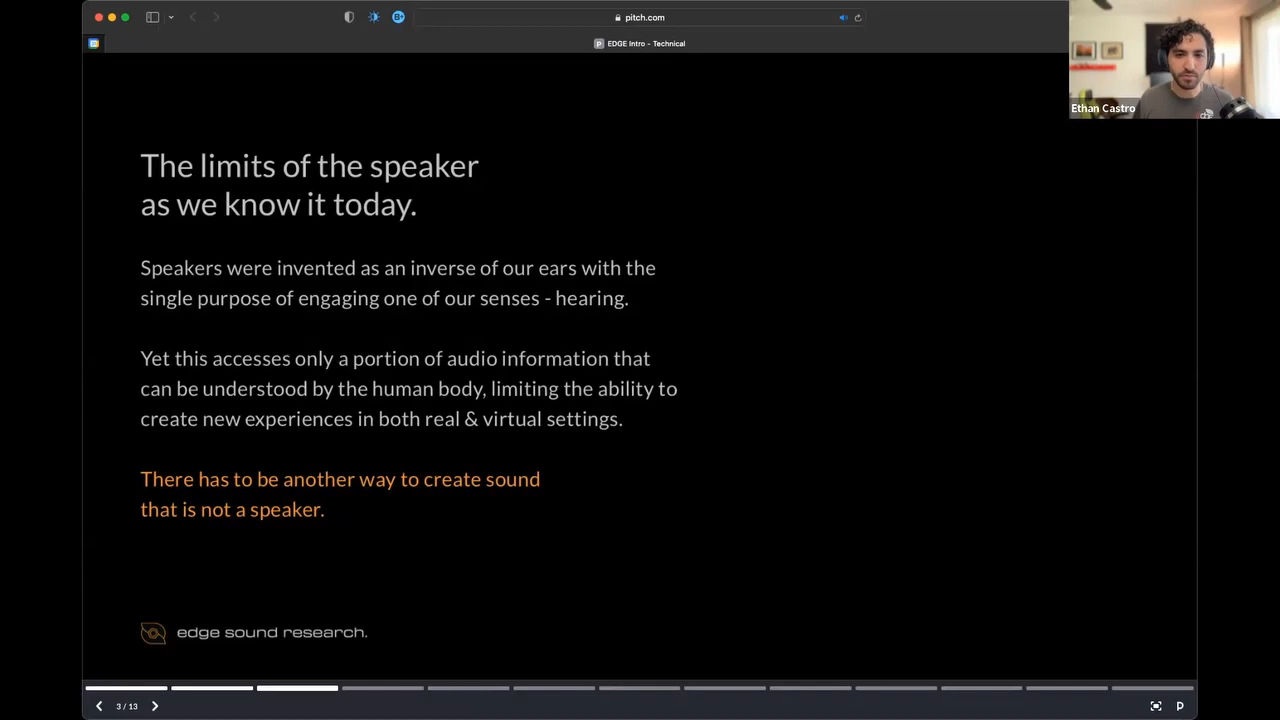 pitch.com
EDGE Intro - Technical
Ethan Castro
The limits of the speaker
as we know it today.
Speakers were invented as an inverse of our ears with the
single purpose of engaging one of our senses - hearing.
Yet this accesses only a portion of audio information that
can be understood by the human body, limiting the ability to
create new experiences in both real & virtual settings.
There has to be another way to create sound
that is not a speaker.
edge sound research.
3 / 13